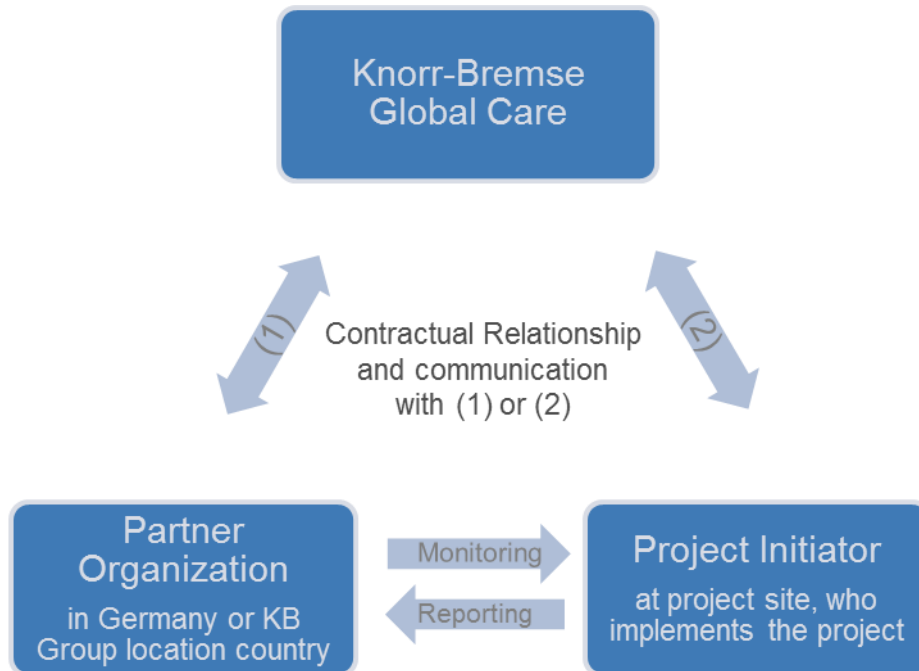 Knorr-Bremse
Global Care
(1)
(2)
Contractual Relationship
and communication
with (1) or (2)
Partner
Organization
in Germany or KB
Group location country
Monitoring
Reporting
Project Initiator
at project site, who
implements the project